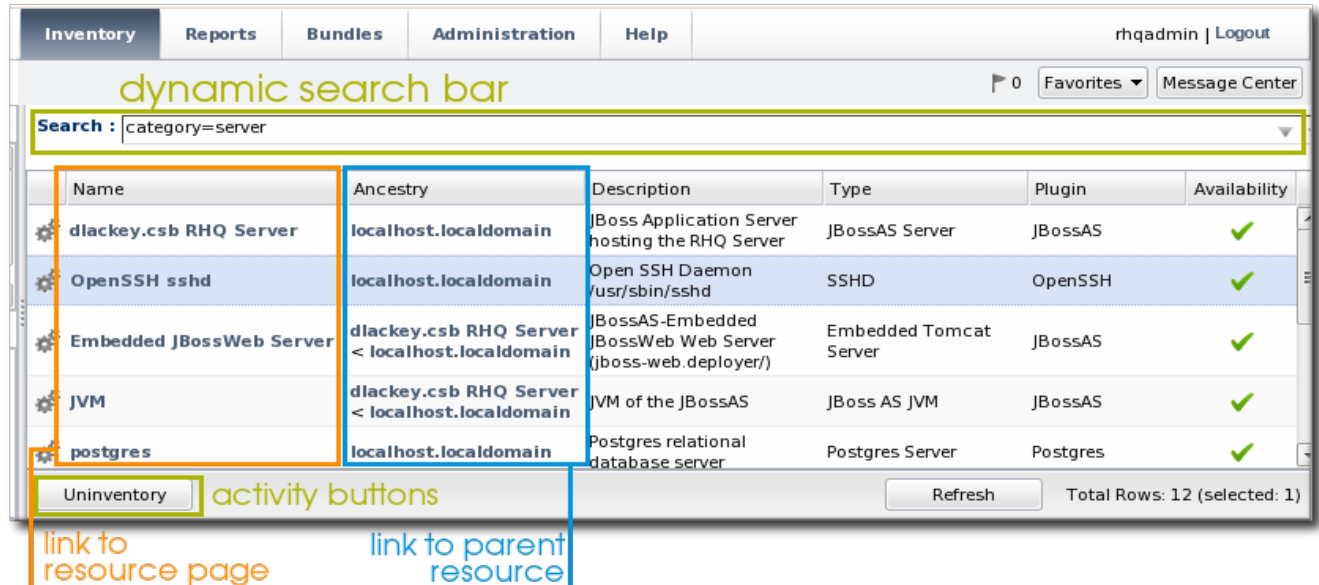 Inventory Reports Bundles Administration Help rhqadmin | Logout
dynamic search bar 0 Favorites Message Center
Search : category=server
Name Ancestry Description Type Plugin Availability
dlackey.csb RHQ Server localhost.localdomain JBoss Application Server hosting the RHQ Server JBossAS Server JBossAS
OpenSSH sshd localhost.localdomain Open SSH Daemon /usr/sbin/sshd SSHD OpenSSH
Embedded JBossWeb Server dlackey.csb RHQ Server < localhost.localdomain JBossAS-Embedded JBossWeb Web Server (jboss-web.deployer/) Embedded Tomcat Server JBossAS
JVM dlackey.csb RHQ Server < localhost.localdomain JVM of the JBossAS JBoss AS JVM JBossAS
postgres localhost.localdomain Postgres relational database server Postgres Server Postgres
Uninventory activity buttons Refresh Total Rows: 12 (selected: 1)
link to resource page
link to parent resource